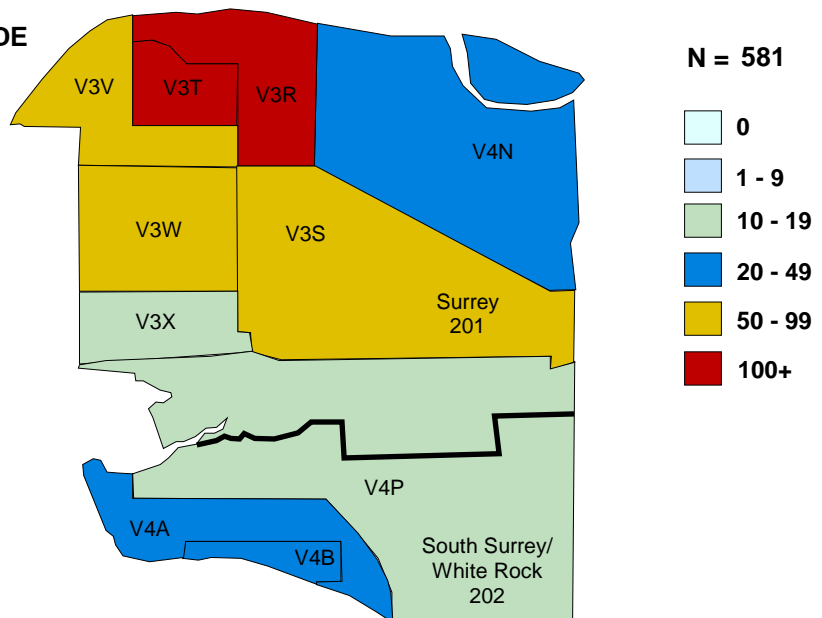 DE
N = 581
0
1 - 9
10 - 19
20 - 49
50 - 99
100+
V3V
V3T
V3R
V4N
V3W
V3S
V3X
Surrey
201
V4P
V4A
V4B
South Surrey/
White Rock
202